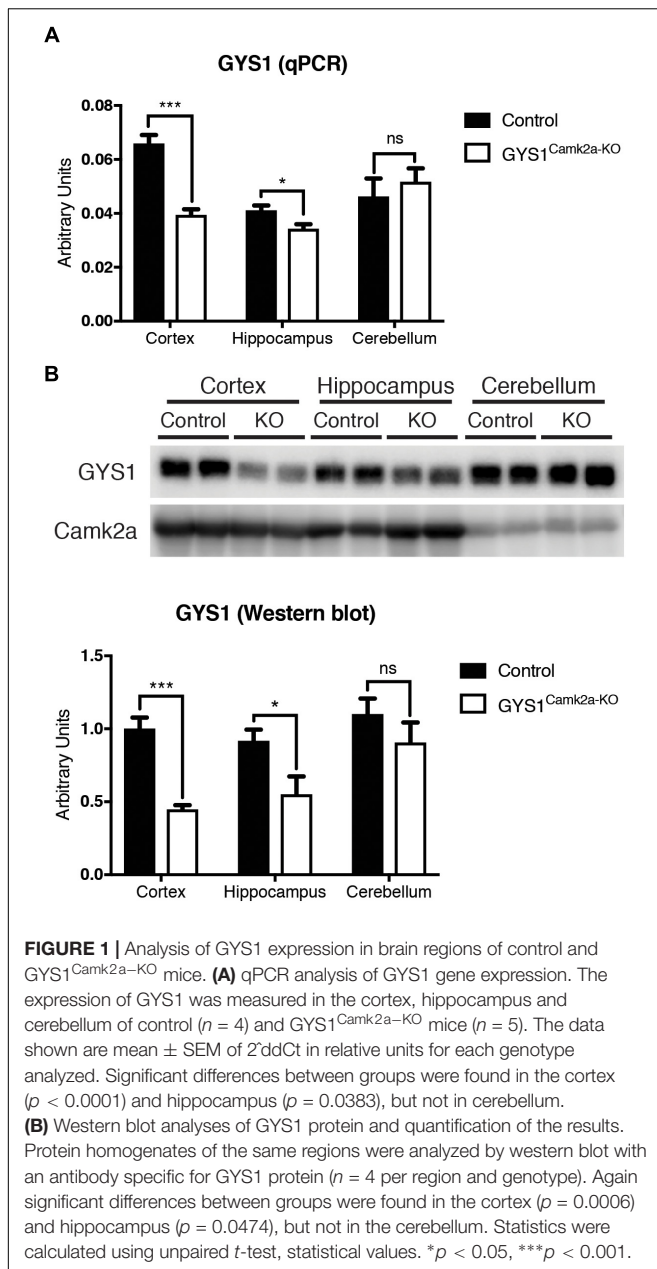 A
GYS1 (qPCR)
Arbitrary Units
0.08
0.06
0.04
0.02
0.00
***
*
ns
Cortex
Hippocampus
Cerebellum
Control
GYS1^Camk2a-KO
B
Cortex Hippocampus Cerebellum
Control KO Control KO Control KO
GYS1
Camk2a
GYS1 (Western blot)
Arbitrary Units
1.5
1.0
0.5
0.0
***
*
ns
Cortex
Hippocampus
Cerebellum
Control
GYS1^Camk2a-KO
FIGURE 1 | Analysis of GYS1 expression in brain regions of control and
GYS1^Camk2a−KO mice. (A) qPCR analysis of GYS1 gene expression. The
expression of GYS1 was measured in the cortex, hippocampus and
cerebellum of control (n = 4) and GYS1^Camk2a−KO mice (n = 5). The data
shown are mean ± SEM of 2ˆddCt in relative units for each genotype
analyzed. Significant differences between groups were found in the cortex
(p < 0.0001) and hippocampus (p = 0.0383), but not in cerebellum.
(B) Western blot analyses of GYS1 protein and quantification of the results.
Protein homogenates of the same regions were analyzed by western blot with
an antibody specific for GYS1 protein (n = 4 per region and genotype). Again
significant differences between groups were found in the cortex (p = 0.0006)
and hippocampus (p = 0.0474), but not in the cerebellum. Statistics were
calculated using unpaired t-test, statistical values. *p < 0.05, ***p < 0.001.